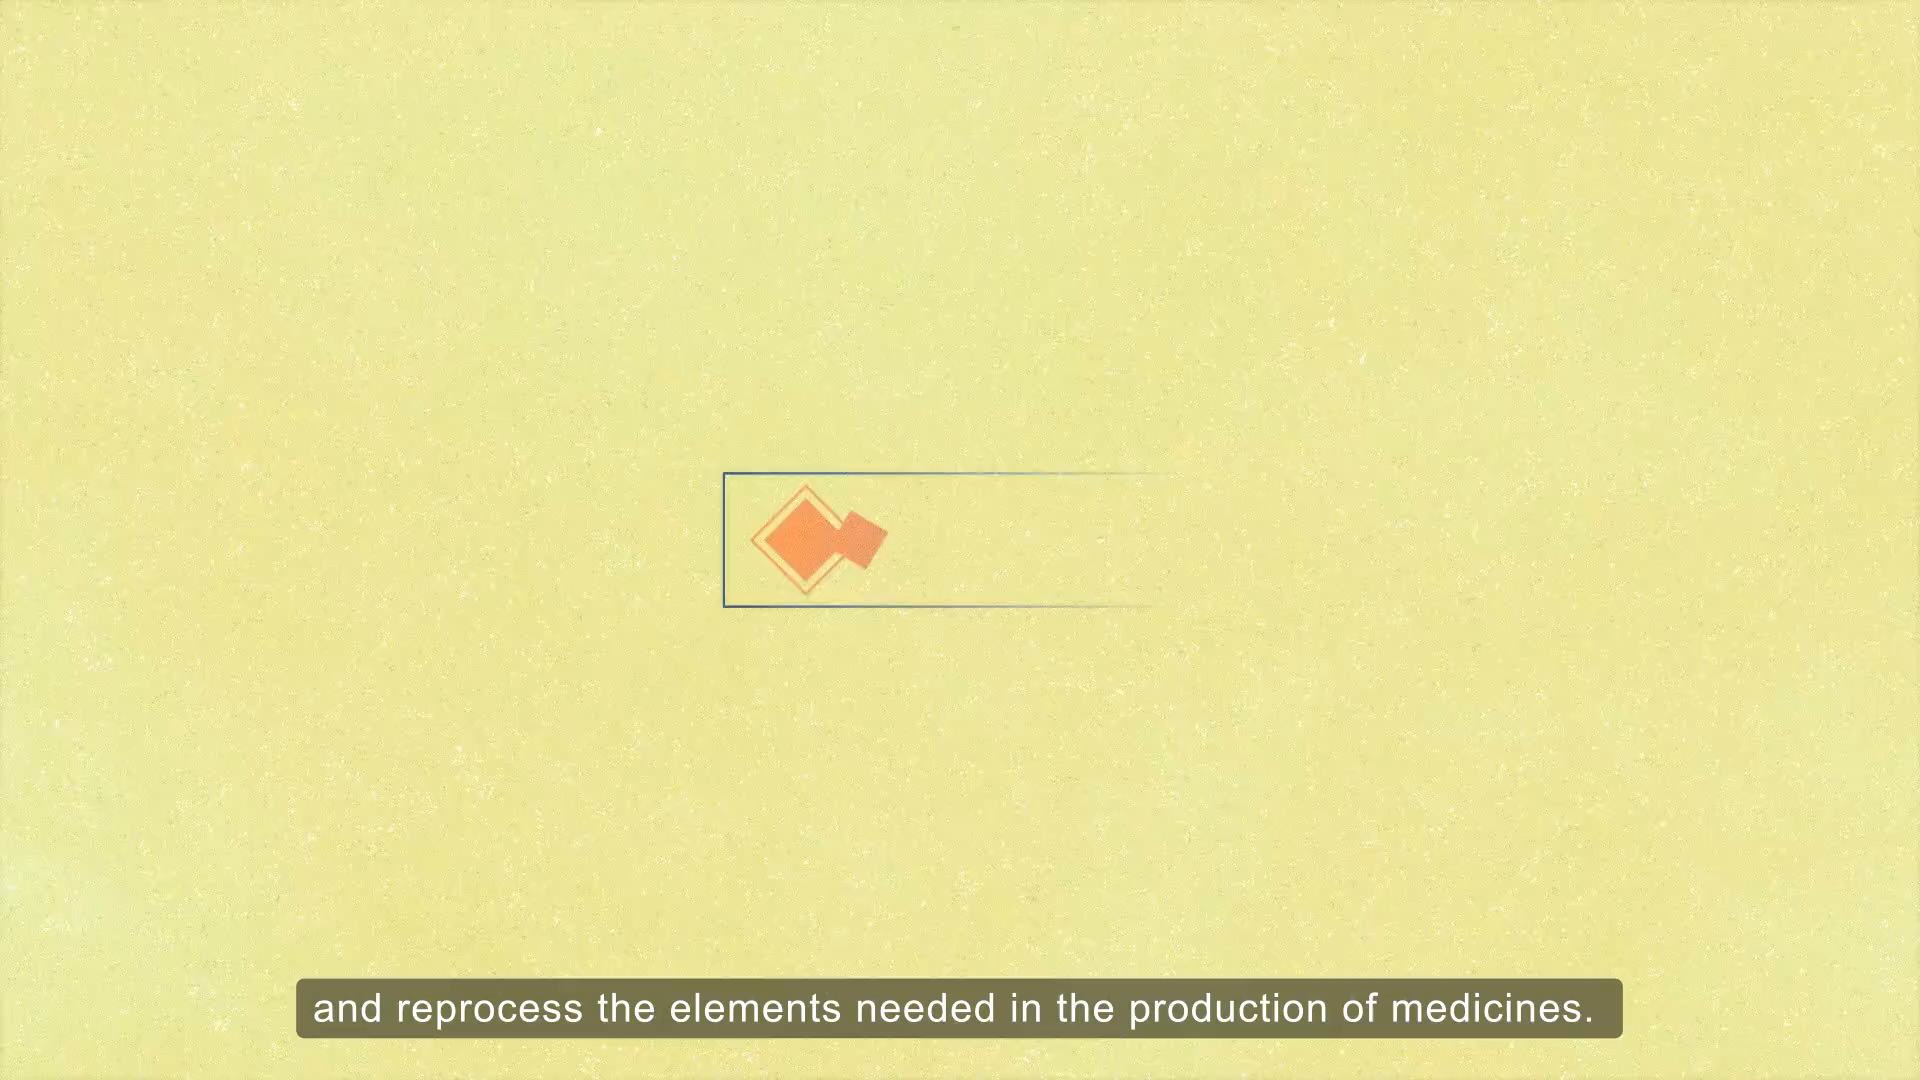 and reprocess the elements needed in the production of medicines.